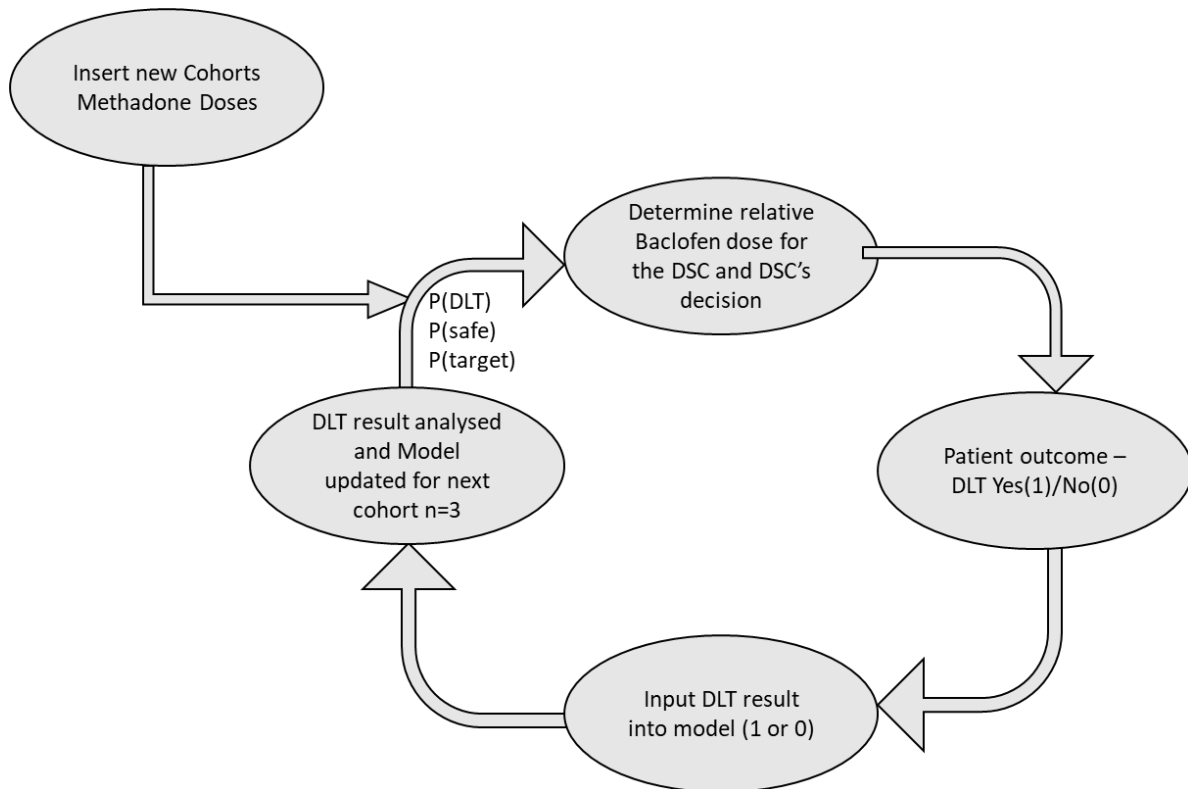 Insert new Cohorts
Methadone Doses
Determine relative
Baclofen dose for
the DSC and DSC’s
decision
P(DLT)
P(safe)
P(target)
DLT result analysed
and Model
updated for next
cohort n=3
Patient outcome –
DLT Yes(1)/No(0)
Input DLT result
into model (1 or 0)